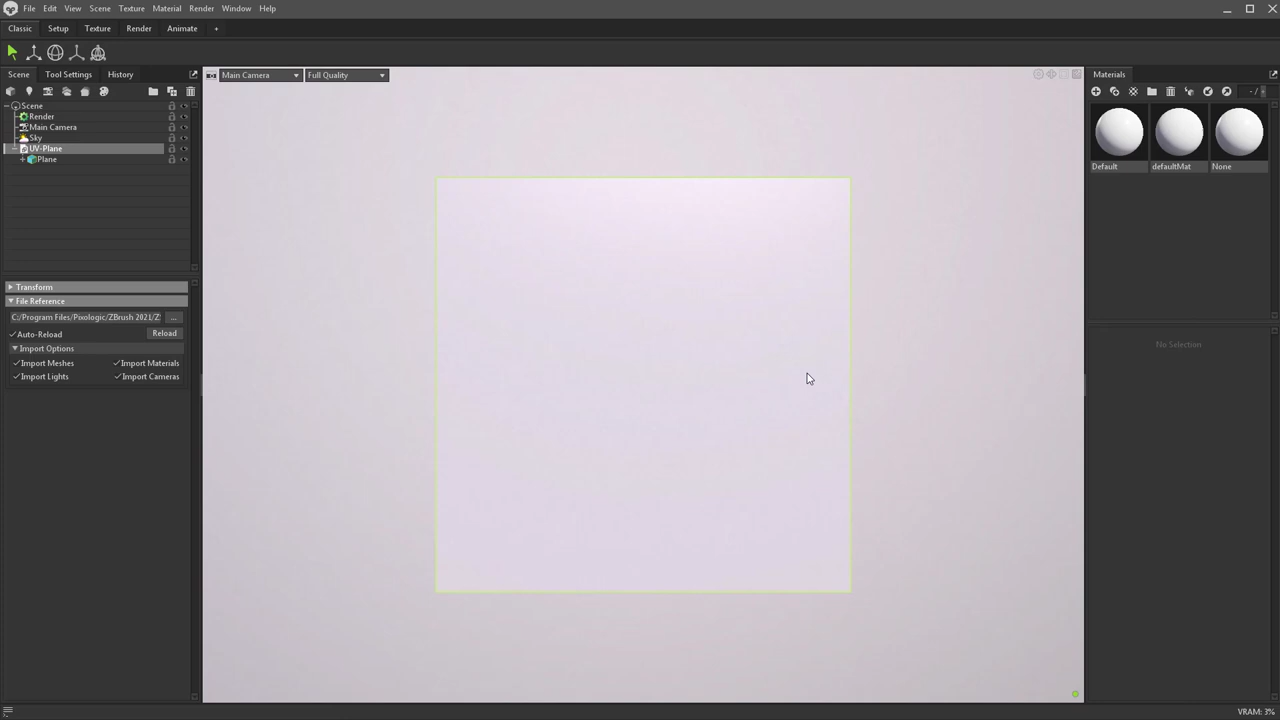 File Edit View Scene Texture Material Render Window Help
Classic Setup Texture Render Animate +
Scene Tool Settings History
Main Camera Full Quality
Materials
- /
Scene
Render
Main Camera
Sky
UV-Plane
Plane
Default defaultMat None
Transform
File Reference
C:/Program Files/Pixologic/ZBrush 2021/Z ...
Auto-Reload Reload
Import Options
Import Meshes Import Materials
Import Lights Import Cameras
No Selection
VRAM: 3%